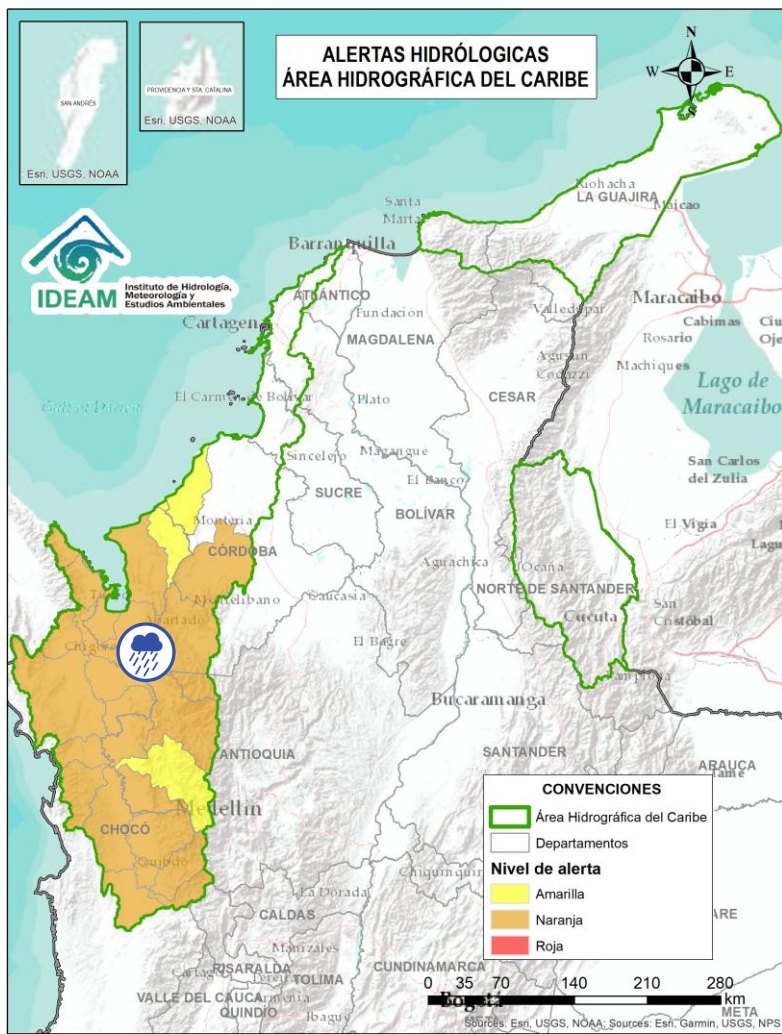 ALERTAS HIDRÓLOGICAS
ÁREA HIDROGRÁFICA DEL CARIBE
N
W
E
S
SAN ANDRÉS
Esri, USGS, NOAA
PROVIDENCIA Y STA. CATALINA
Esri, USGS, NOAA
IDEAM
Instituto de Hidrología,
Meteorología y
Estudios Ambientales
Riohacha
LA GUAJIRA
Maicao
Santa
Marta
Barranquilla
ATLÁNTICO
Cartagen
Fundación
MAGDALENA
Valledupar
Maracaibo
Cabimas
Ciu
Rosario
Oje
Machiques
Agustín
Codazzi
CESAR
Lago de
Maracaibo
El Carmen de Bolívar
Plato
Sincelejo
Magangue
San Carlos
del Zulia
SUCRE
El Banco
BOLÍVAR
Montería
CÓRDOBA
El Vigía
Lagu
Aguachica
Ocaña
NORTE DE SANTANDER
Montelíbano
Caucasia
Cucuta
San
Cristóbal
El Bagre
Bucaramanga
ANTIOQUIA
SANTANDER
ARAUCA
Medellín
CHOCÓ
Quibdó
La Dorada
CALDAS
Manizales
RISARALDA
TOLIMA
CUNDINAMARCA
VALLE DEL CAUCA
QUINDÍO
Ibague
META
CONVENCIONES
Área Hidrográfica del Caribe
Departamentos
Nivel de alerta
Amarilla
Naranja
Roja
0 35 70 140 210 280
km
Sources: Esri, USGS, NOAA; Sources: Esri, Garmin, USGS, NPS